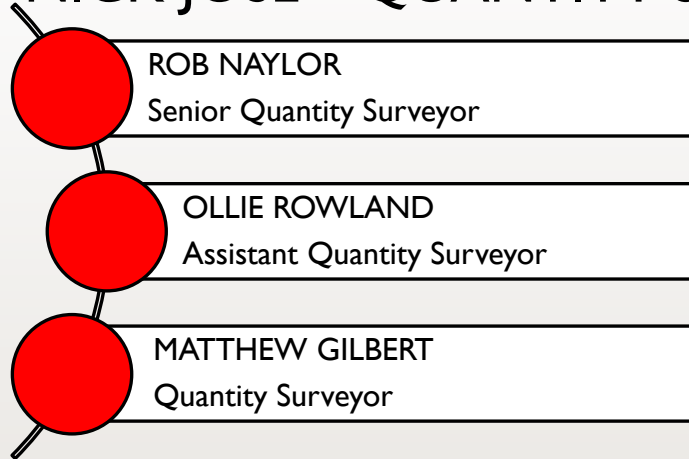 ROB NAYLOR
Senior Quantity Surveyor
OLLIE ROWLAND
Assistant Quantity Surveyor
MATTHEW GILBERT
Quantity Surveyor